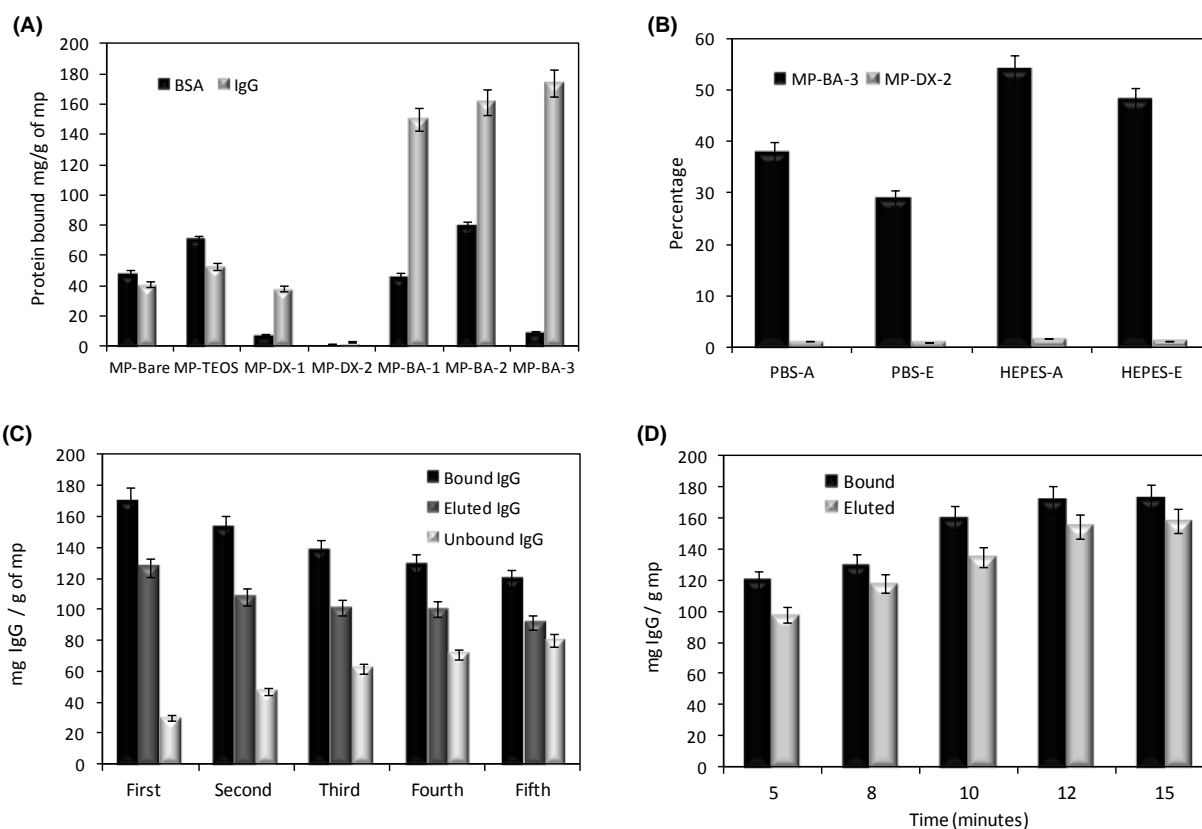 (A)
Protein bound mg/g of mp
200
180
160
140
120
100
80
60
40
20
0
BSA IgG
MP-Bare MP-TEOS MP-DX-1 MP-DX-2 MP-BA-1 MP-BA-2 MP-BA-3
(B)
Percentage
60
50
40
30
20
10
0
MP-BA-3 MP-DX-2
PBS-A PBS-E HEPES-A HEPES-E
(C)
mg IgG / g of mp
200
180
160
140
120
100
80
60
40
20
0
Bound IgG
Eluted IgG
Unbound IgG
First Second Third Fourth Fifth
(D)
mg IgG / g mp
200
180
160
140
120
100
80
60
40
20
0
Bound
Eluted
5 8 10 12 15
Time (minutes)